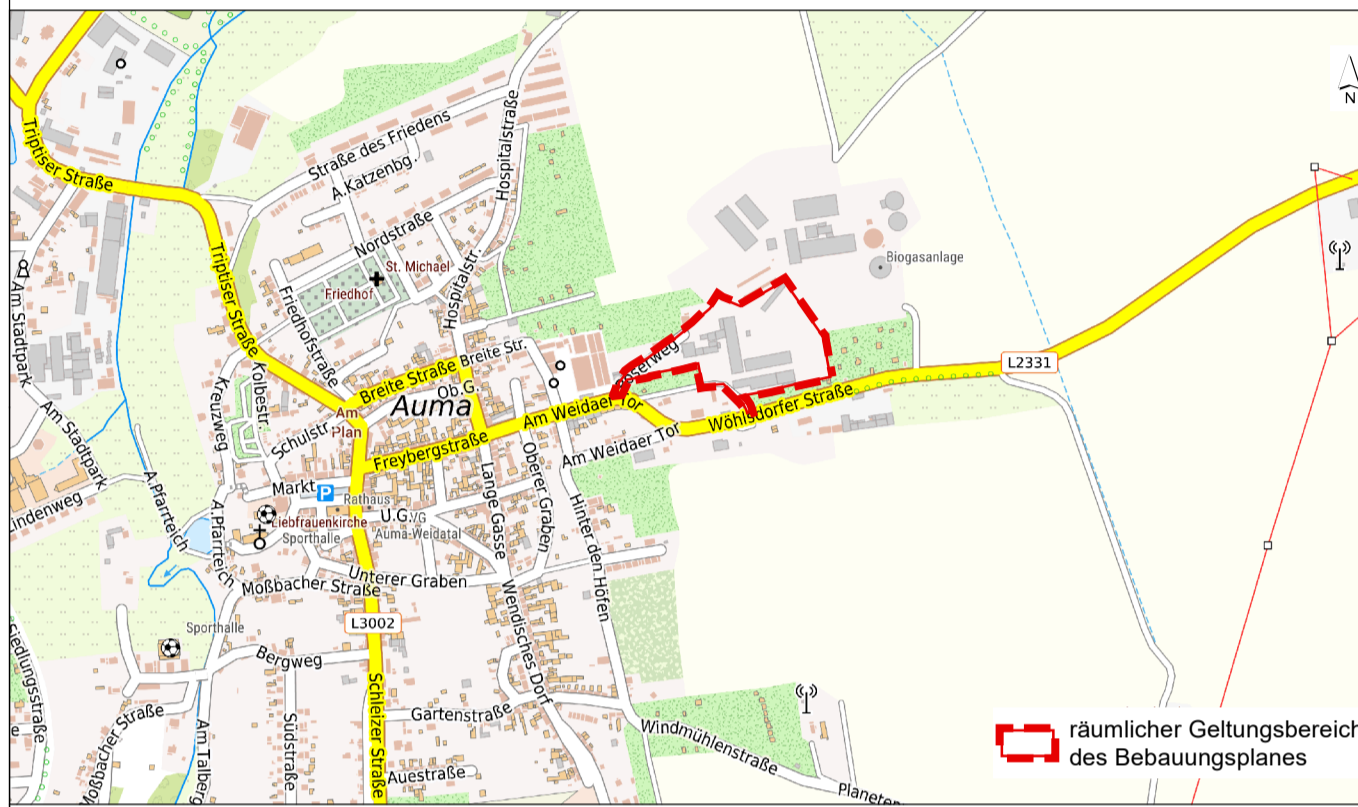 N
Triptiser Straße
Straße des Friedens
A.Katzenbg.
Hospitalstraße
Nordstraße
St. Michael
Friedhof
Hospitalstr.
Biogasanlage
Triptiser Straße
Friedhofstraße
Am Stadtpark
L2331
Breite Straße
Breite Str.
Ob.G.
Auma
Am Plan
Kalbestr.
Kreuzweg
Schulstr.
Am Weidaer Tor
Wöhlsdorfer Straße
Freybergstraße
Am Weidaer Tor
Am Stadtpark
A.Pfarrteich
Markt
P
Rathaus
Lange Gasse
Oberer Graben
Hinter den Höfen
Liebfrauenkirche
U.G.
/G
Sporthalle
Auma-Weidatal
A.Pfarrteich
Unterer Graben
Moßbacher Straße
Wendisches Dorf
L3002
Sporthalle
Bergweg
Schleizer Straße
Gartenstraße
Moßbacher Straße
Am Talberg
Südstraße
Windmühlenstraße
Auestraße
räumlicher Geltungsbereich
des Bebauungsplanes